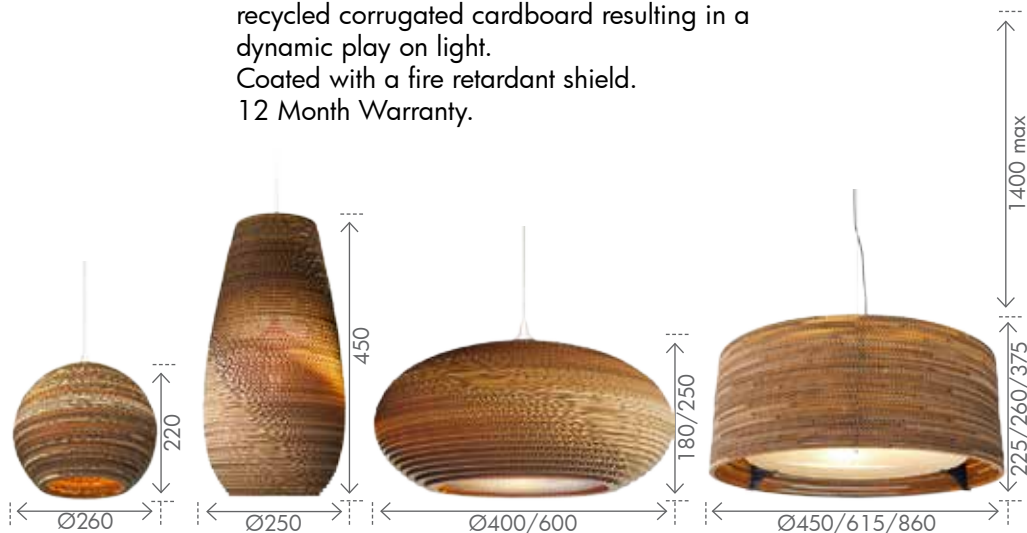 recycled corrugated cardboard resulting in a
dynamic play on light.
Coated with a fire retardant shield.
12 Month Warranty.
1400 max
450
220
180/250
225/260/375
Ø260
Ø250
Ø400/600
Ø450/615/860